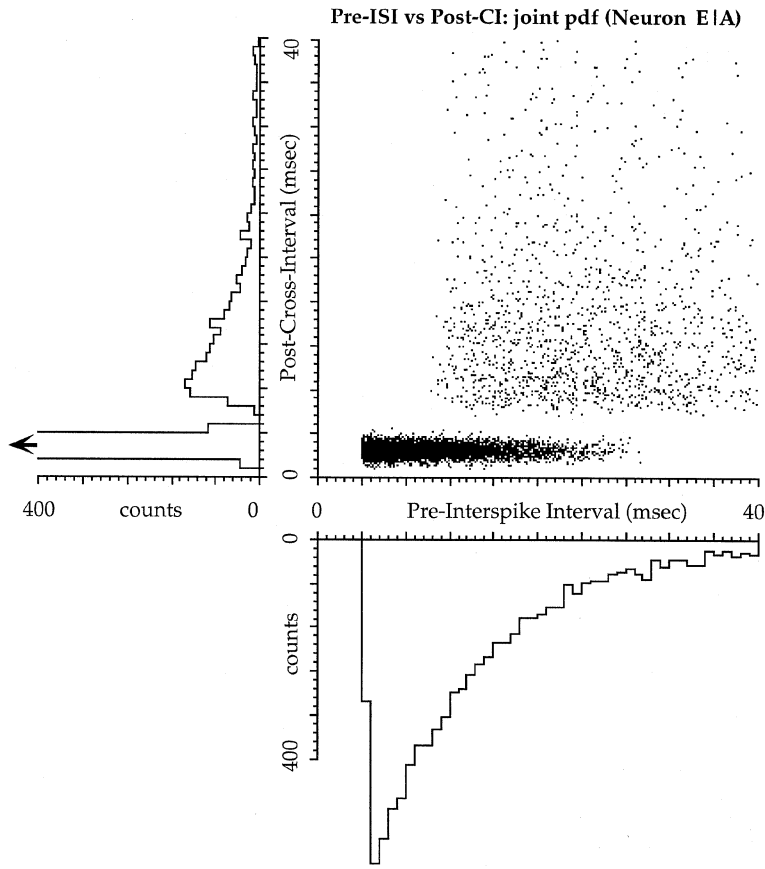 Pre-ISI vs Post-CI: joint pdf (Neuron E|A)
40
Post-Cross-Interval (msec)
0
400 counts 0
0 Pre-Interspike Interval (msec) 40
0
counts
400